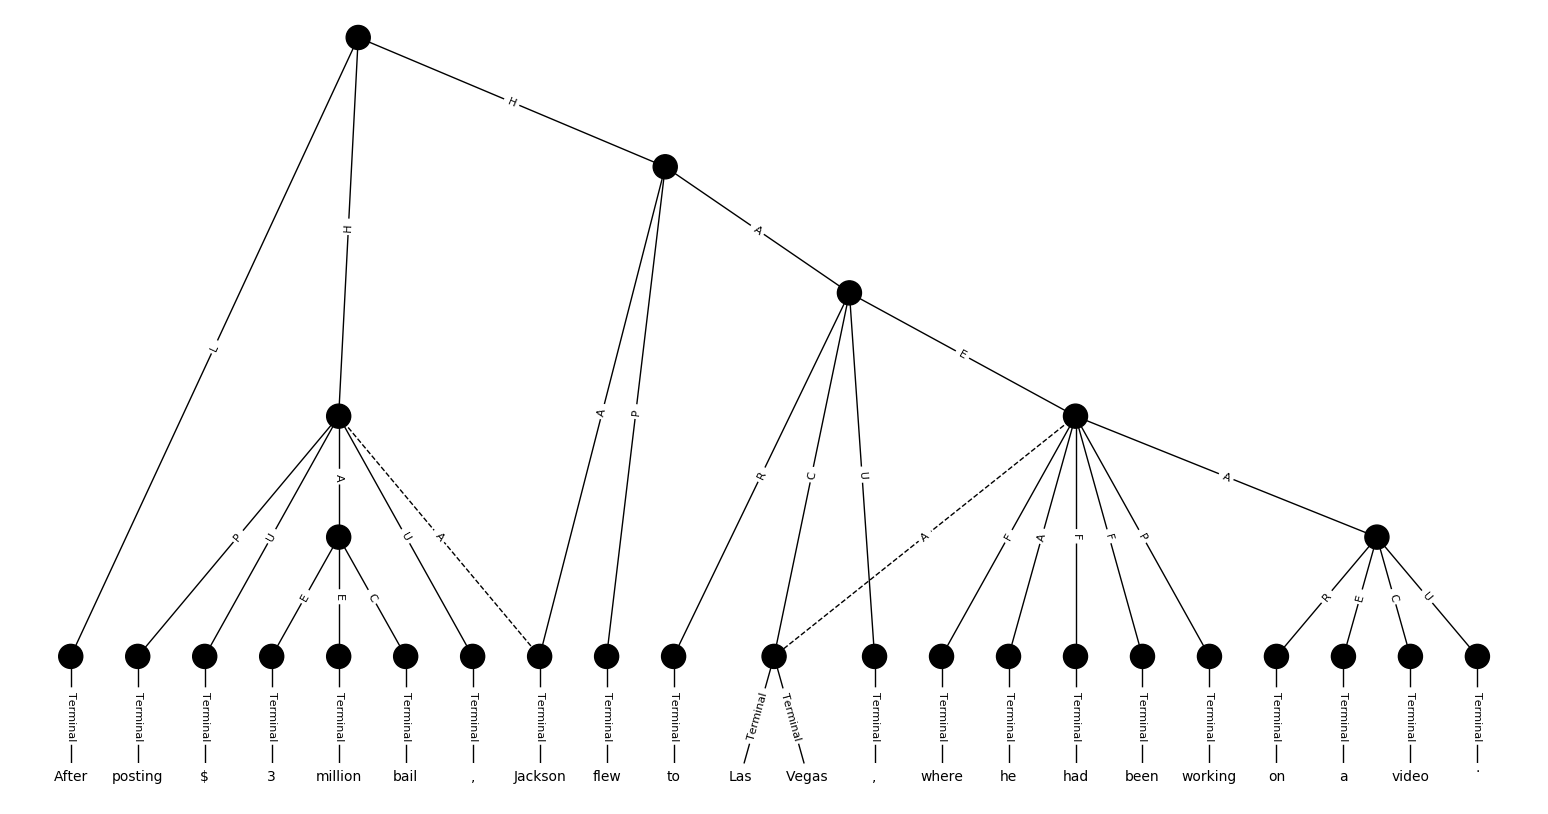 H
A
L
H
E
A P
R C U A
A
P U U A A F A F F P
E E C R E C U
Terminal Terminal Terminal Terminal Terminal Terminal Terminal Terminal Terminal Terminal Terminal Terminal Terminal Terminal Terminal Terminal Terminal Terminal Terminal Terminal Terminal Terminal
After posting $ 3 million bail , Jackson flew to Las Vegas , where he had been working on a video .